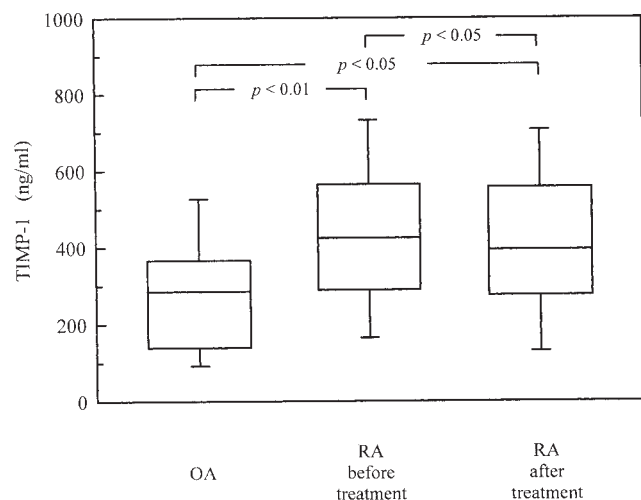 1000
p < 0.05
p < 0.05
800
p < 0.01
600
TIMP-1 (ng/ml)
400
200
0
OA
RA
before
treatment
RA
after
treatment